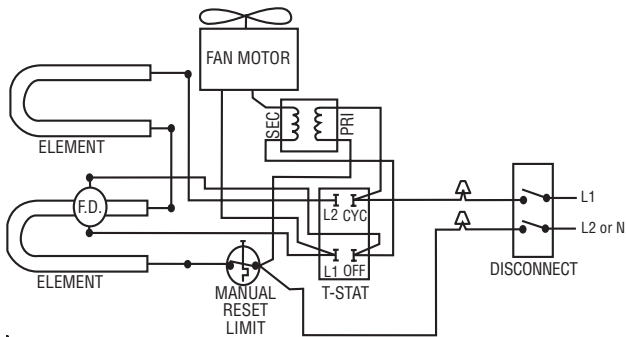 FAN MOTOR
SEC
PRI
ELEMENT
F.D.
L2 CYC
L1
L2 or N
DISCONNECT
L1 OFF
T-STAT
ELEMENT
MANUAL
RESET
LIMIT